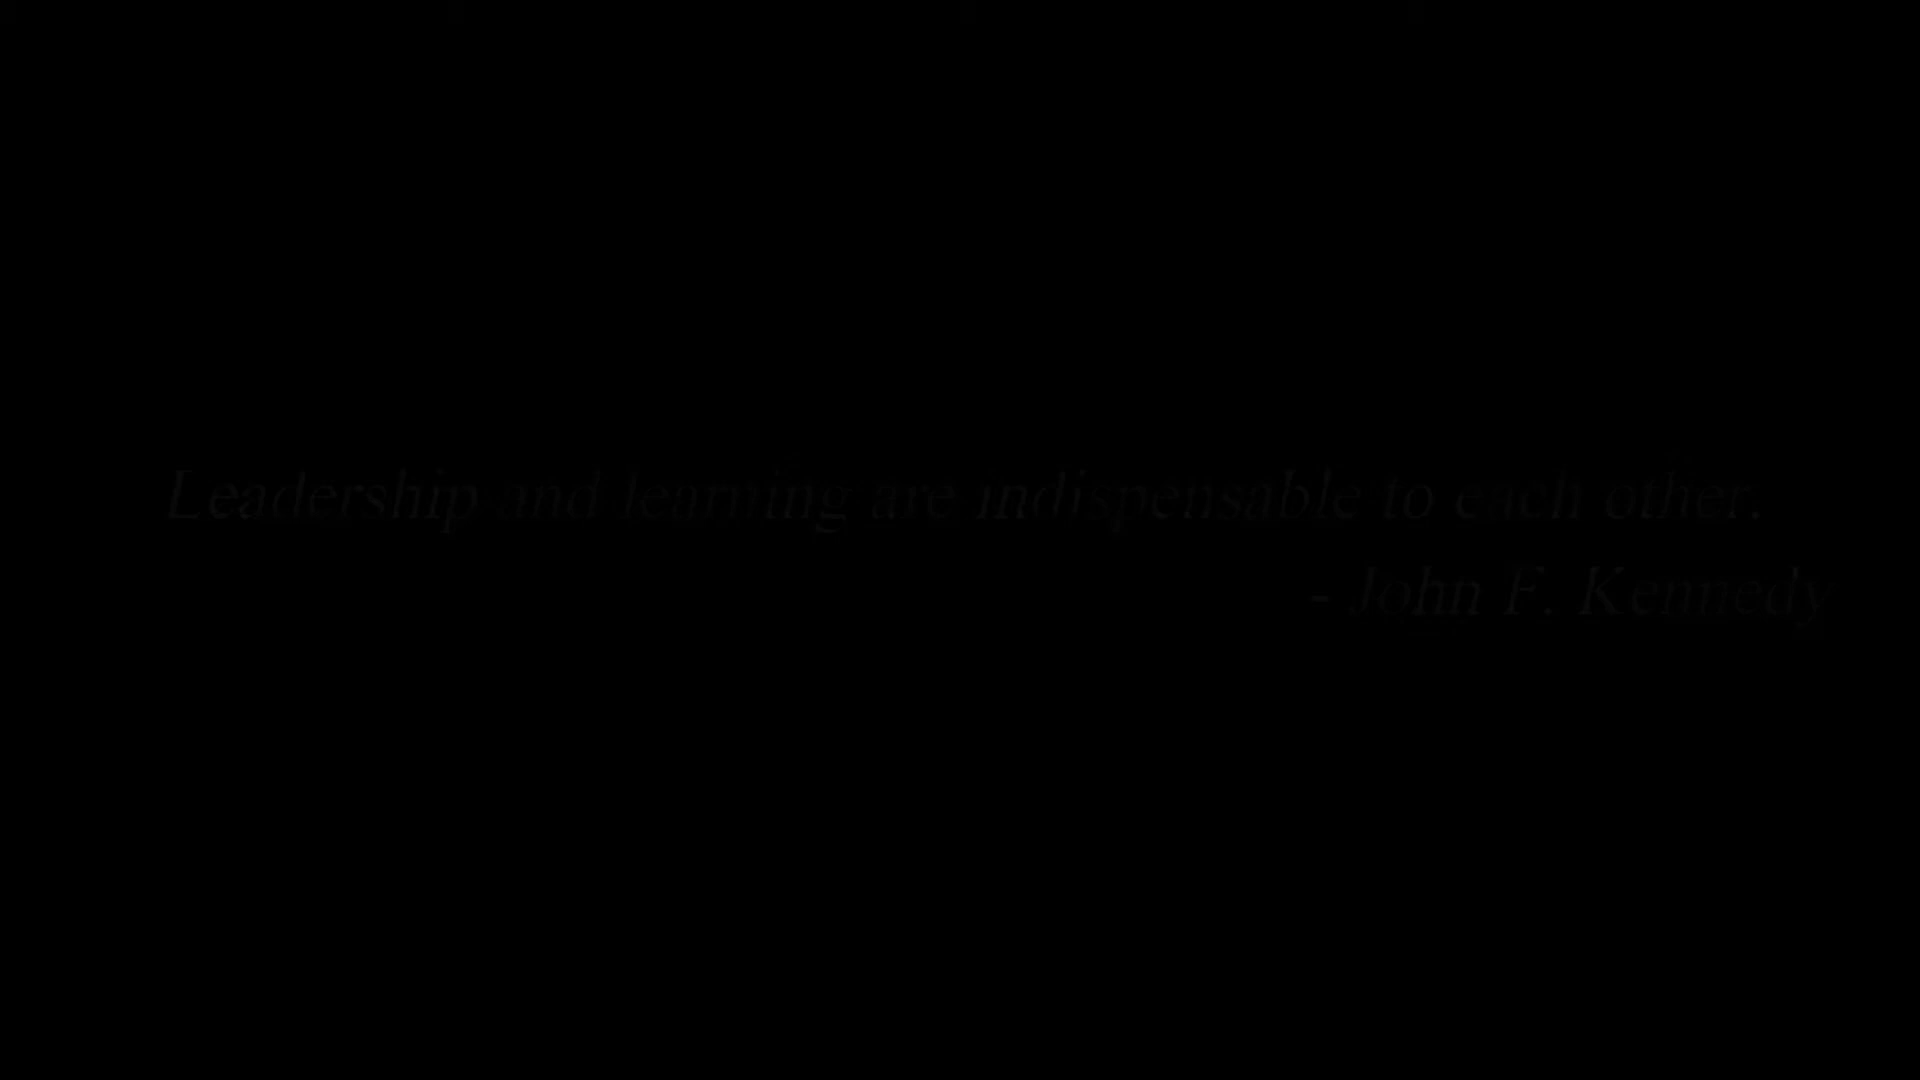 Leadership and learning are indispensable to each other.
- John F. Kennedy